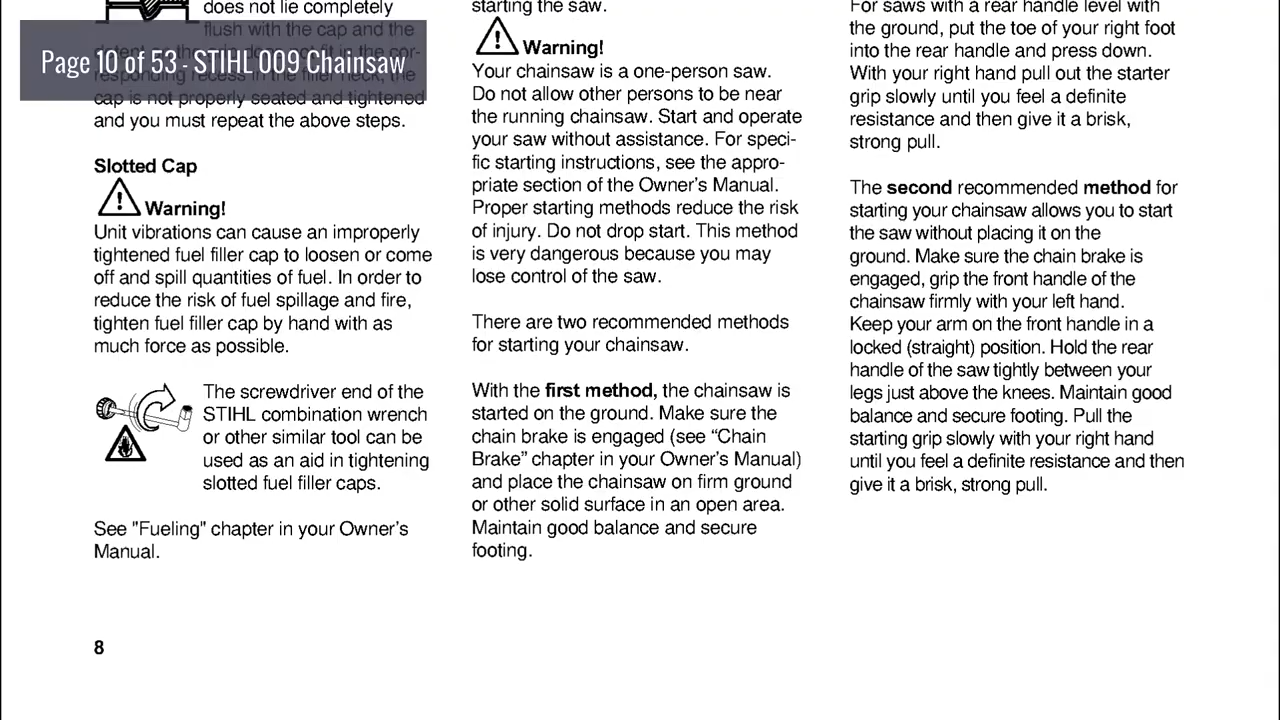 does not lie completely
flush with the cap and the
Page 10 of 53 - STIHL 009 Chainsaw
cap is not properly seated and tightened
and you must repeat the above steps.
Slotted Cap
Warning!
Unit vibrations can cause an improperly
tightened fuel filler cap to loosen or come
off and spill quantities of fuel. In order to
reduce the risk of fuel spillage and fire,
tighten fuel filler cap by hand with as
much force as possible.
The screwdriver end of the
STIHL combination wrench
or other similar tool can be
used as an aid in tightening
slotted fuel filler caps.
See "Fueling" chapter in your Owner's
Manual.
8
starting the saw.
Warning!
Your chainsaw is a one-person saw.
Do not allow other persons to be near
the running chainsaw. Start and operate
your saw without assistance. For speci-
fic starting instructions, see the appro-
priate section of the Owner's Manual.
Proper starting methods reduce the risk
of injury. Do not drop start. This method
is very dangerous because you may
lose control of the saw.
There are two recommended methods
for starting your chainsaw.
With the first method, the chainsaw is
started on the ground. Make sure the
chain brake is engaged (see “Chain
Brake” chapter in your Owner's Manual)
and place the chainsaw on firm ground
or other solid surface in an open area.
Maintain good balance and secure
footing.
For saws with a rear handle level with
the ground, put the toe of your right foot
into the rear handle and press down.
With your right hand pull out the starter
grip slowly until you feel a definite
resistance and then give it a brisk,
strong pull.
The second recommended method for
starting your chainsaw allows you to start
the saw without placing it on the
ground. Make sure the chain brake is
engaged, grip the front handle of the
chainsaw firmly with your left hand.
Keep your arm on the front handle in a
locked (straight) position. Hold the rear
handle of the saw tightly between your
legs just above the knees. Maintain good
balance and secure footing. Pull the
starting grip slowly with your right hand
until you feel a definite resistance and then
give it a brisk, strong pull.